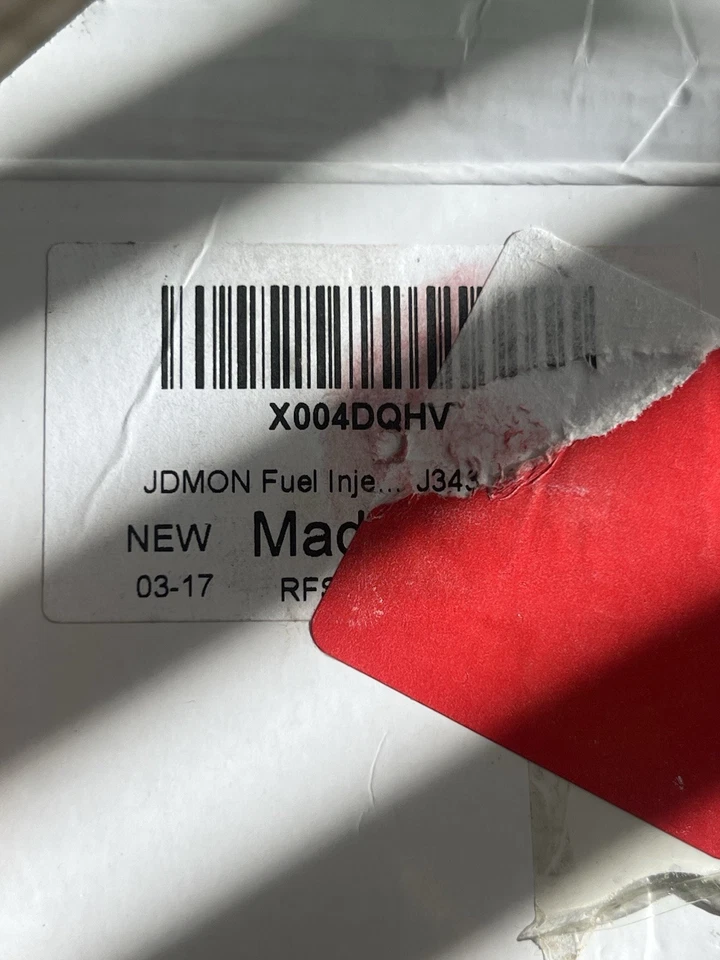 X004DQHV
JDMON Fuel Inje... J343
NEW
03-17